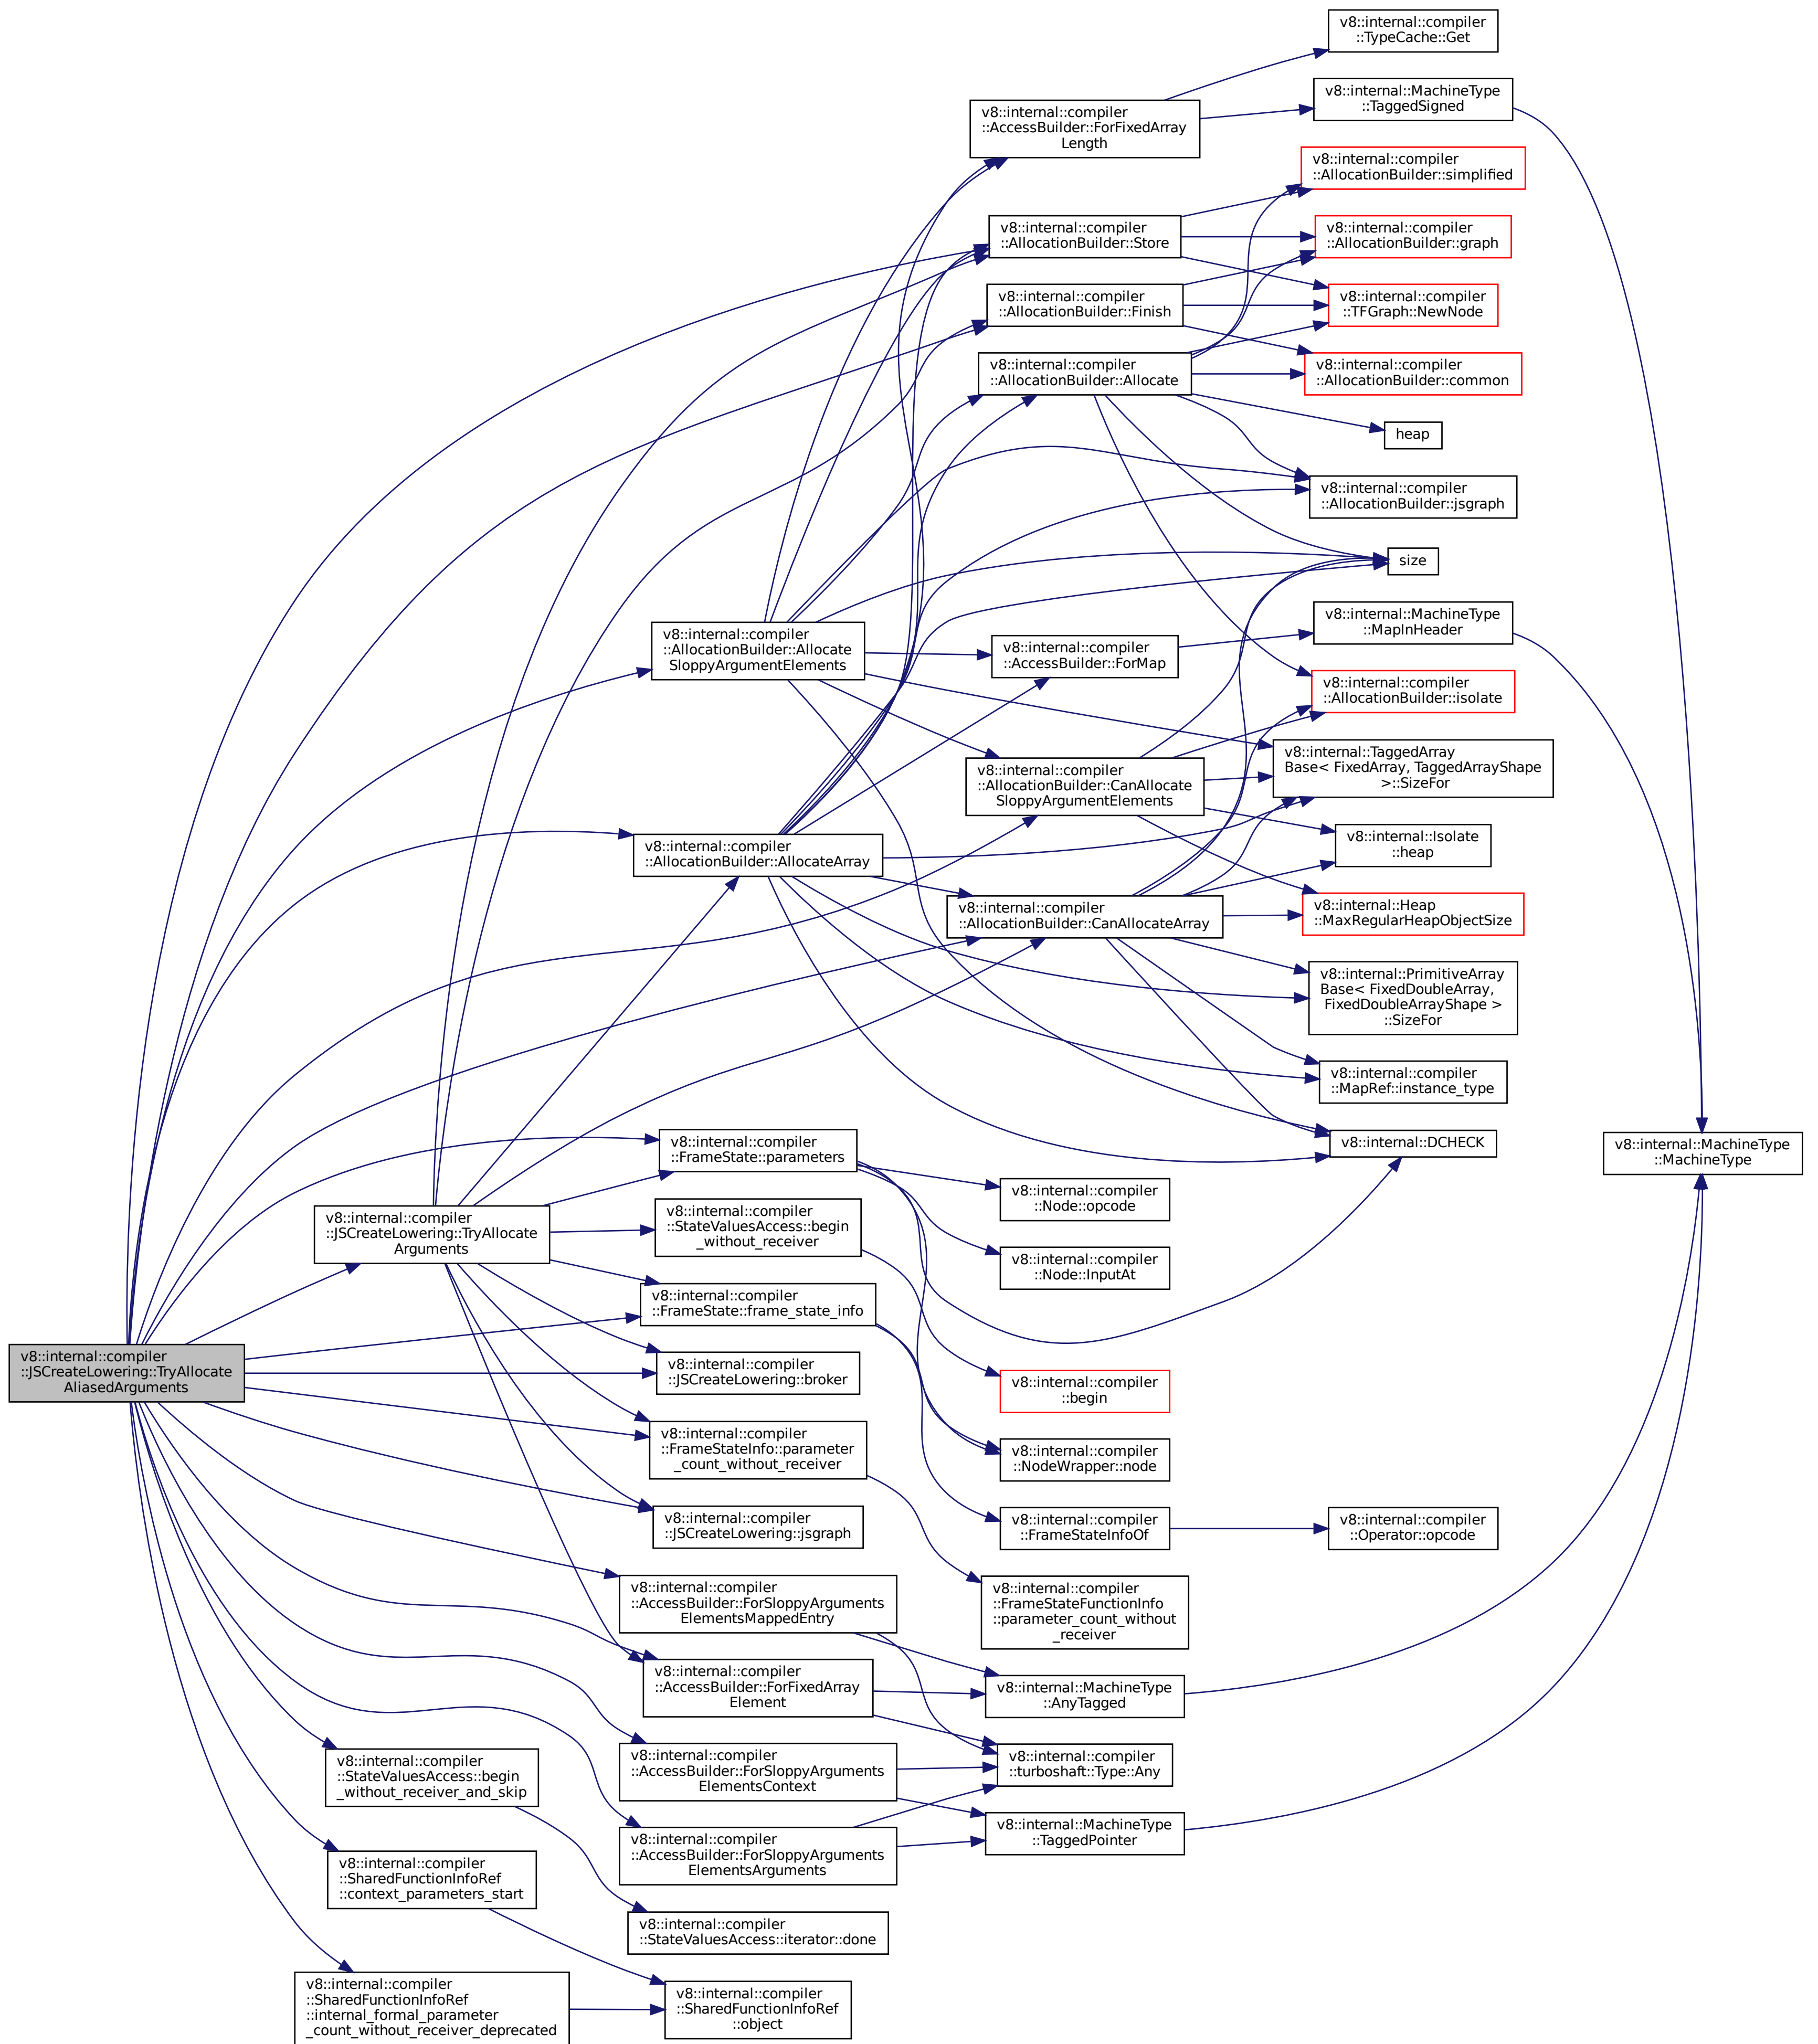 v8::internal::compiler
::TypeCache::Get
v8::internal::MachineType
::TaggedSigned
v8::internal::compiler
::AccessBuilder::ForFixedArray
Length
v8::internal::compiler
::AllocationBuilder::simplified
v8::internal::compiler
::AllocationBuilder::Store
v8::internal::compiler
::AllocationBuilder::graph
v8::internal::compiler
::AllocationBuilder::Finish
v8::internal::compiler
::TFGraph::NewNode
v8::internal::compiler
::AllocationBuilder::Allocate
v8::internal::compiler
::AllocationBuilder::common
heap
v8::internal::compiler
::AllocationBuilder::jsgraph
size
v8::internal::compiler
::AllocationBuilder::Allocate
SloppyArgumentElements
v8::internal::compiler
::AccessBuilder::ForMap
v8::internal::MachineType
::MapInHeader
v8::internal::compiler
::AllocationBuilder::isolate
v8::internal::TaggedArray
Base< FixedArray, TaggedArrayShape
>::SizeFor
v8::internal::compiler
::AllocationBuilder::CanAllocate
SloppyArgumentElements
v8::internal::Isolate
::heap
v8::internal::compiler
::AllocationBuilder::AllocateArray
v8::internal::compiler
::AllocationBuilder::CanAllocateArray
v8::internal::Heap
::MaxRegularHeapObjectSize
v8::internal::PrimitiveArray
Base< FixedDoubleArray,
FixedDoubleArrayShape >
::SizeFor
v8::internal::compiler
::MapRef::instance_type
v8::internal::DCHECK
v8::internal::MachineType
::MachineType
v8::internal::compiler
::FrameState::parameters
v8::internal::compiler
::Node::opcode
v8::internal::compiler
::JSCreateLowering::TryAllocate
Arguments
v8::internal::compiler
::StateValuesAccess::begin
_without_receiver
v8::internal::compiler
::Node::InputAt
v8::internal::compiler
::FrameState::frame_state_info
v8::internal::compiler
::JSCreateLowering::TryAllocate
AliasedArguments
v8::internal::compiler
::JSCreateLowering::broker
v8::internal::compiler
::begin
v8::internal::compiler
::FrameStateInfo::parameter
_count_without_receiver
v8::internal::compiler
::NodeWrapper::node
v8::internal::compiler
::JSCreateLowering::jsgraph
v8::internal::compiler
::FrameStateInfoOf
v8::internal::compiler
::Operator::opcode
v8::internal::compiler
::AccessBuilder::ForSloppyArguments
ElementsMappedEntry
v8::internal::compiler
::FrameStateFunctionInfo
::parameter_count_without
_receiver
v8::internal::compiler
::AccessBuilder::ForFixedArray
Element
v8::internal::MachineType
::AnyTagged
v8::internal::compiler
::StateValuesAccess::begin
_without_receiver_and_skip
v8::internal::compiler
::AccessBuilder::ForSloppyArguments
ElementsContext
v8::internal::compiler
::turboshaft::Type::Any
v8::internal::compiler
::AccessBuilder::ForSloppyArguments
ElementsArguments
v8::internal::MachineType
::TaggedPointer
v8::internal::compiler
::SharedFunctionInfoRef
::context_parameters_start
v8::internal::compiler
::StateValuesAccess::iterator::done
v8::internal::compiler
::SharedFunctionInfoRef
::internal_formal_parameter
_count_without_receiver_deprecated
v8::internal::compiler
::SharedFunctionInfoRef
::object